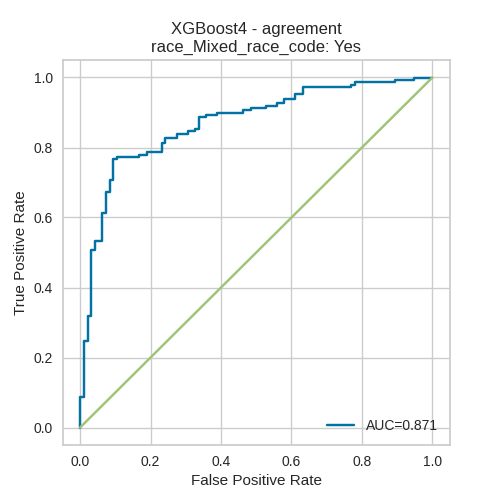 XGBoost4 - agreement
race_Mixed_race_code: Yes
1.0
0.8
0.6
0.4
0.2
0.0
True Positive Rate
AUC=0.871
0.0 0.2 0.4 0.6 0.8 1.0
False Positive Rate